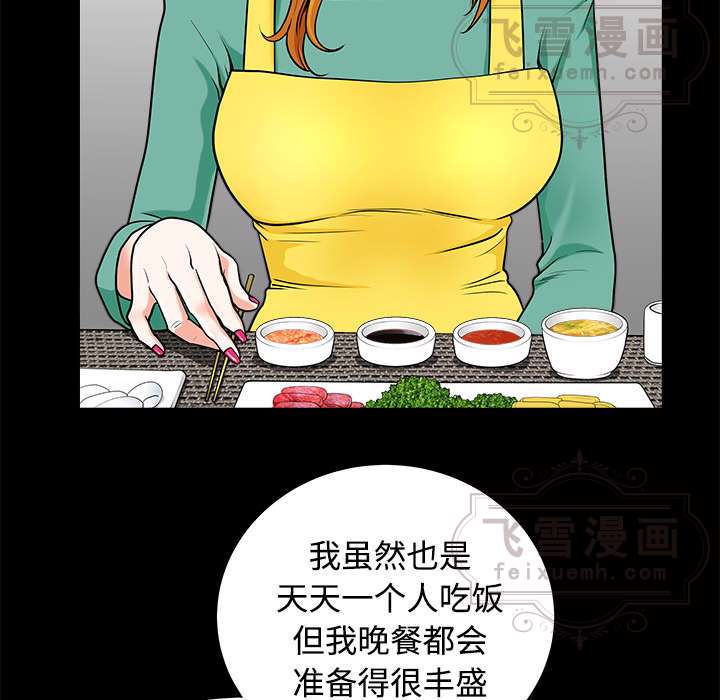 飞雪漫画
feixuemh.com
飞雪漫画
feixuemh.com
我虽然也是
天天一个人吃饭
但我晚餐都会
准备得很丰盛